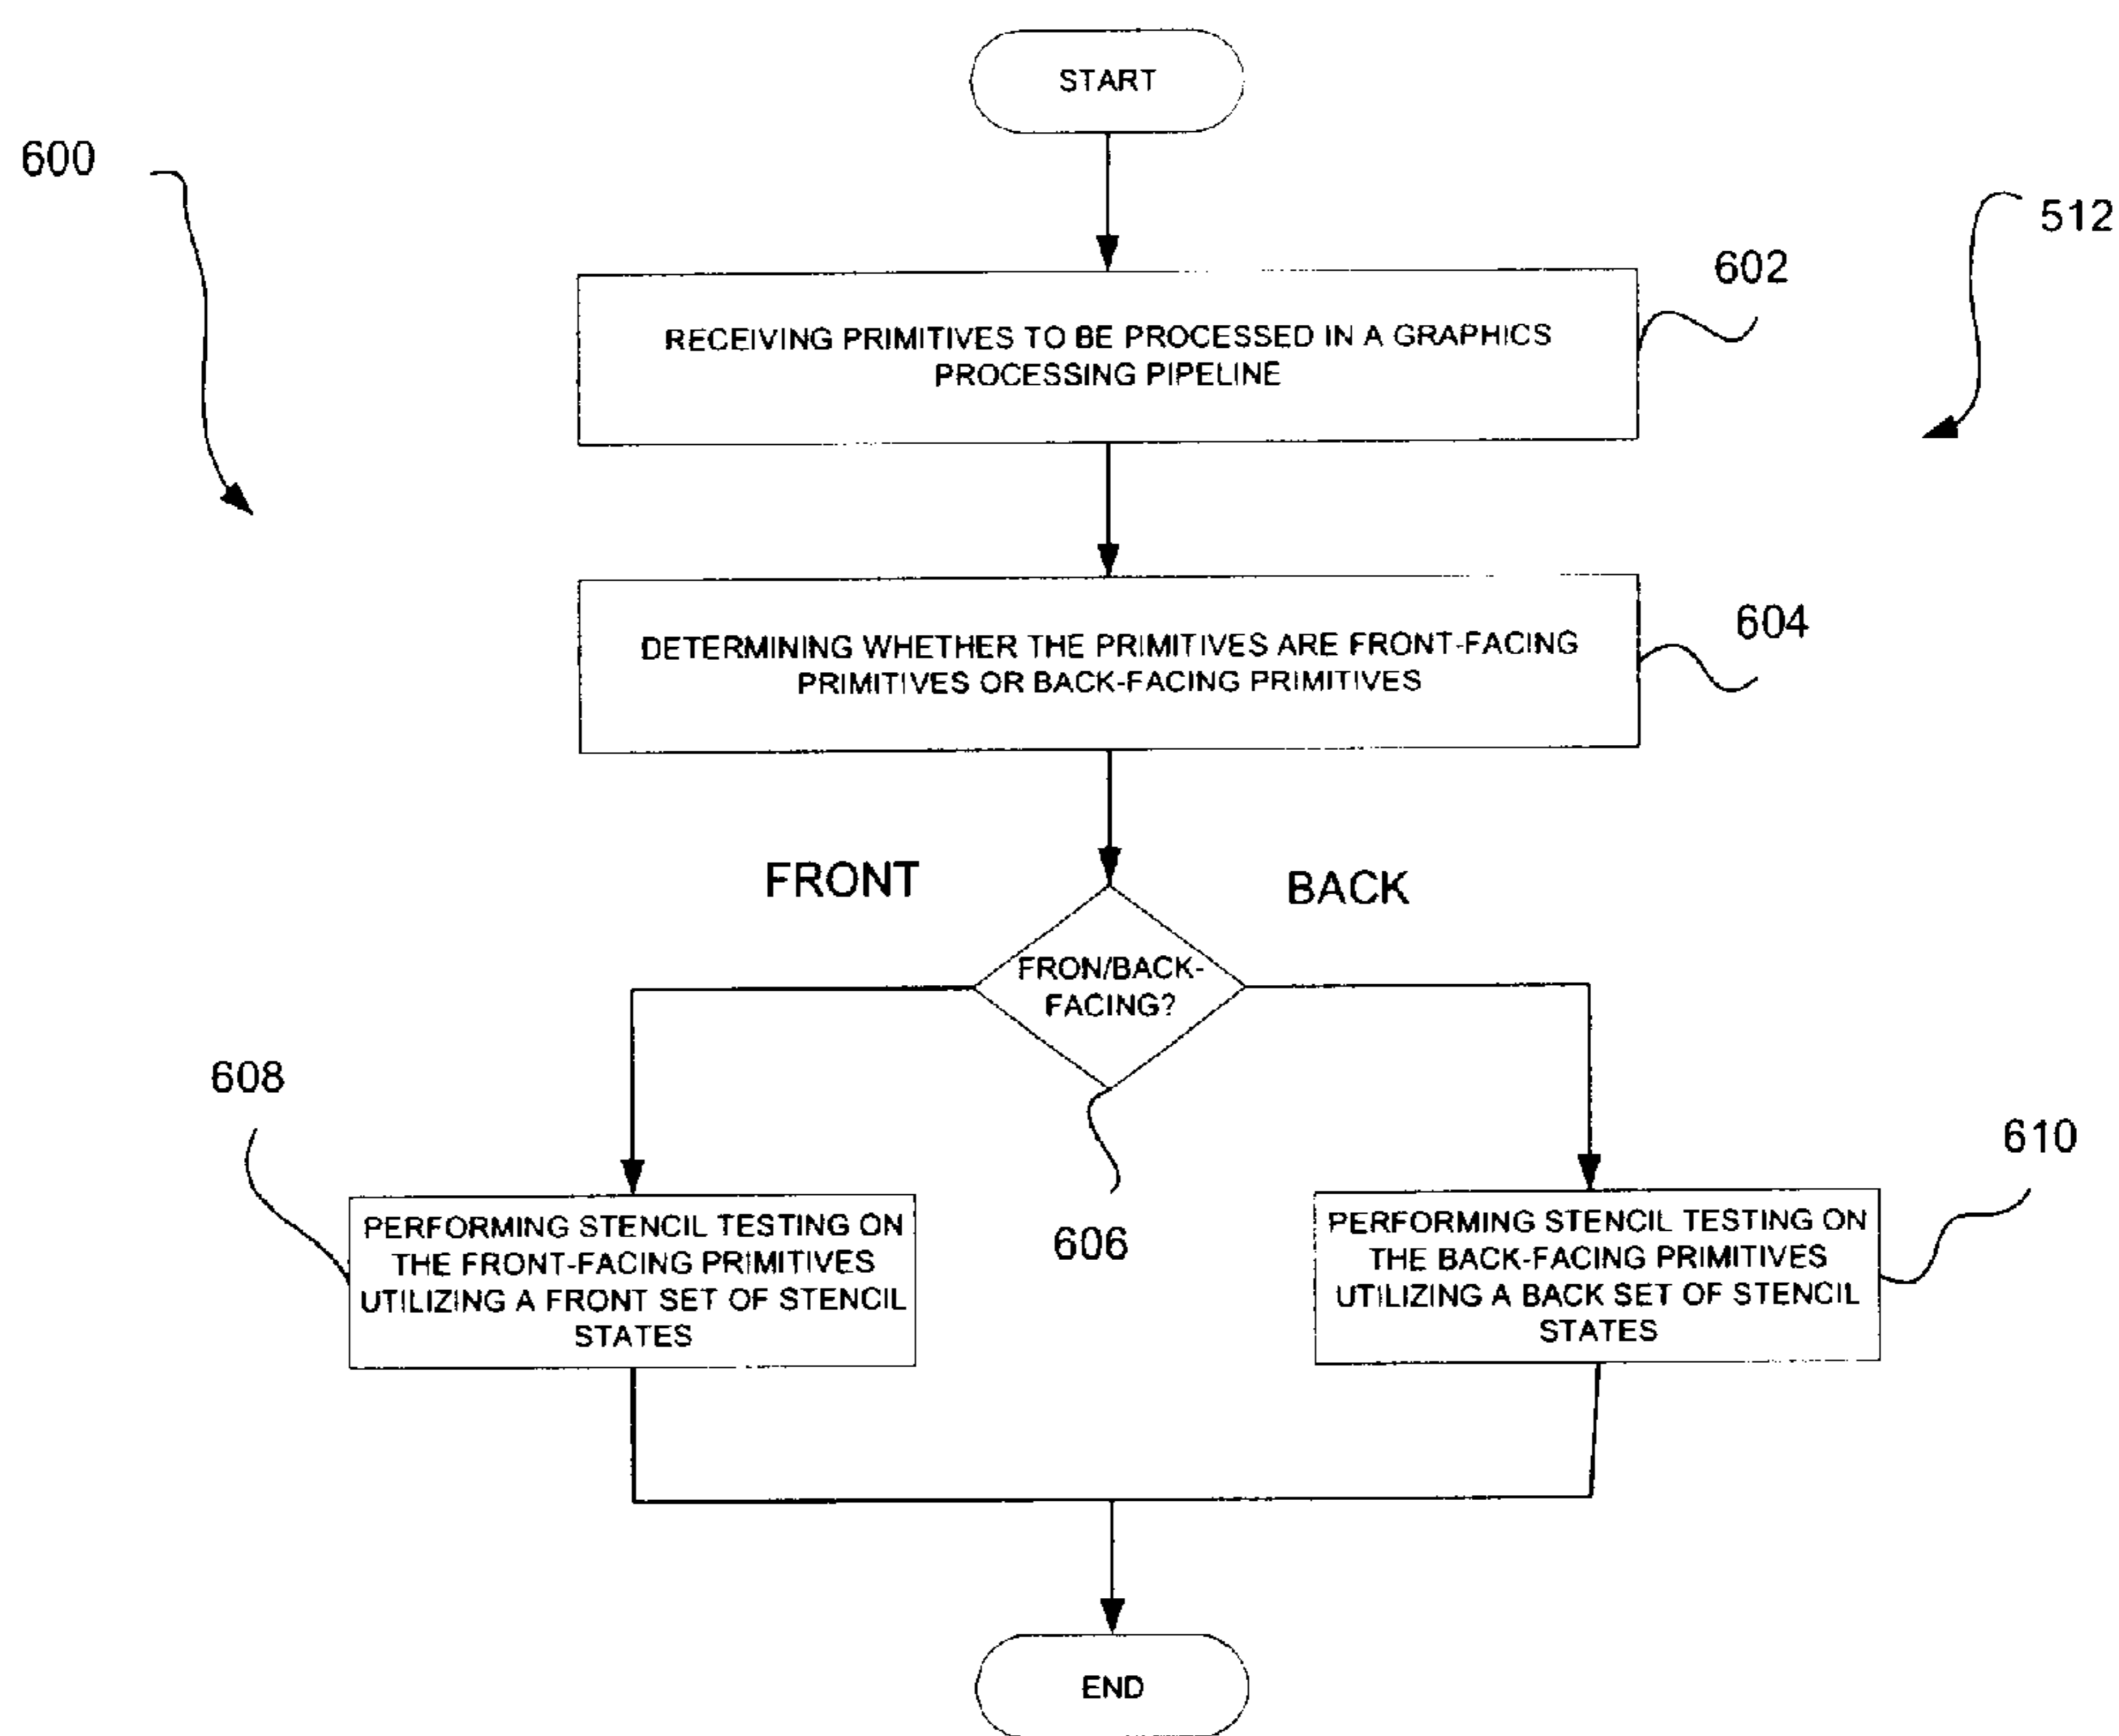 START
600
512
602
RECEIVING PRIMITIVES TO BE PROCESSED IN A GRAPHICS
PROCESSING PIPELINE
604
DETERMINING WHETHER THE PRIMITIVES ARE FRONT-FACING
PRIMITIVES OR BACK-FACING PRIMITIVES
FRONT
BACK
FRON/BACK-
FACING?
606
608
PERFORMING STENCIL TESTING ON
THE FRONT-FACING PRIMITIVES
UTILIZING A FRONT SET OF STENCIL
STATES
610
PERFORMING STENCIL TESTING ON
THE BACK-FACING PRIMITIVES
UTILIZING A BACK SET OF STENCIL
STATES
END